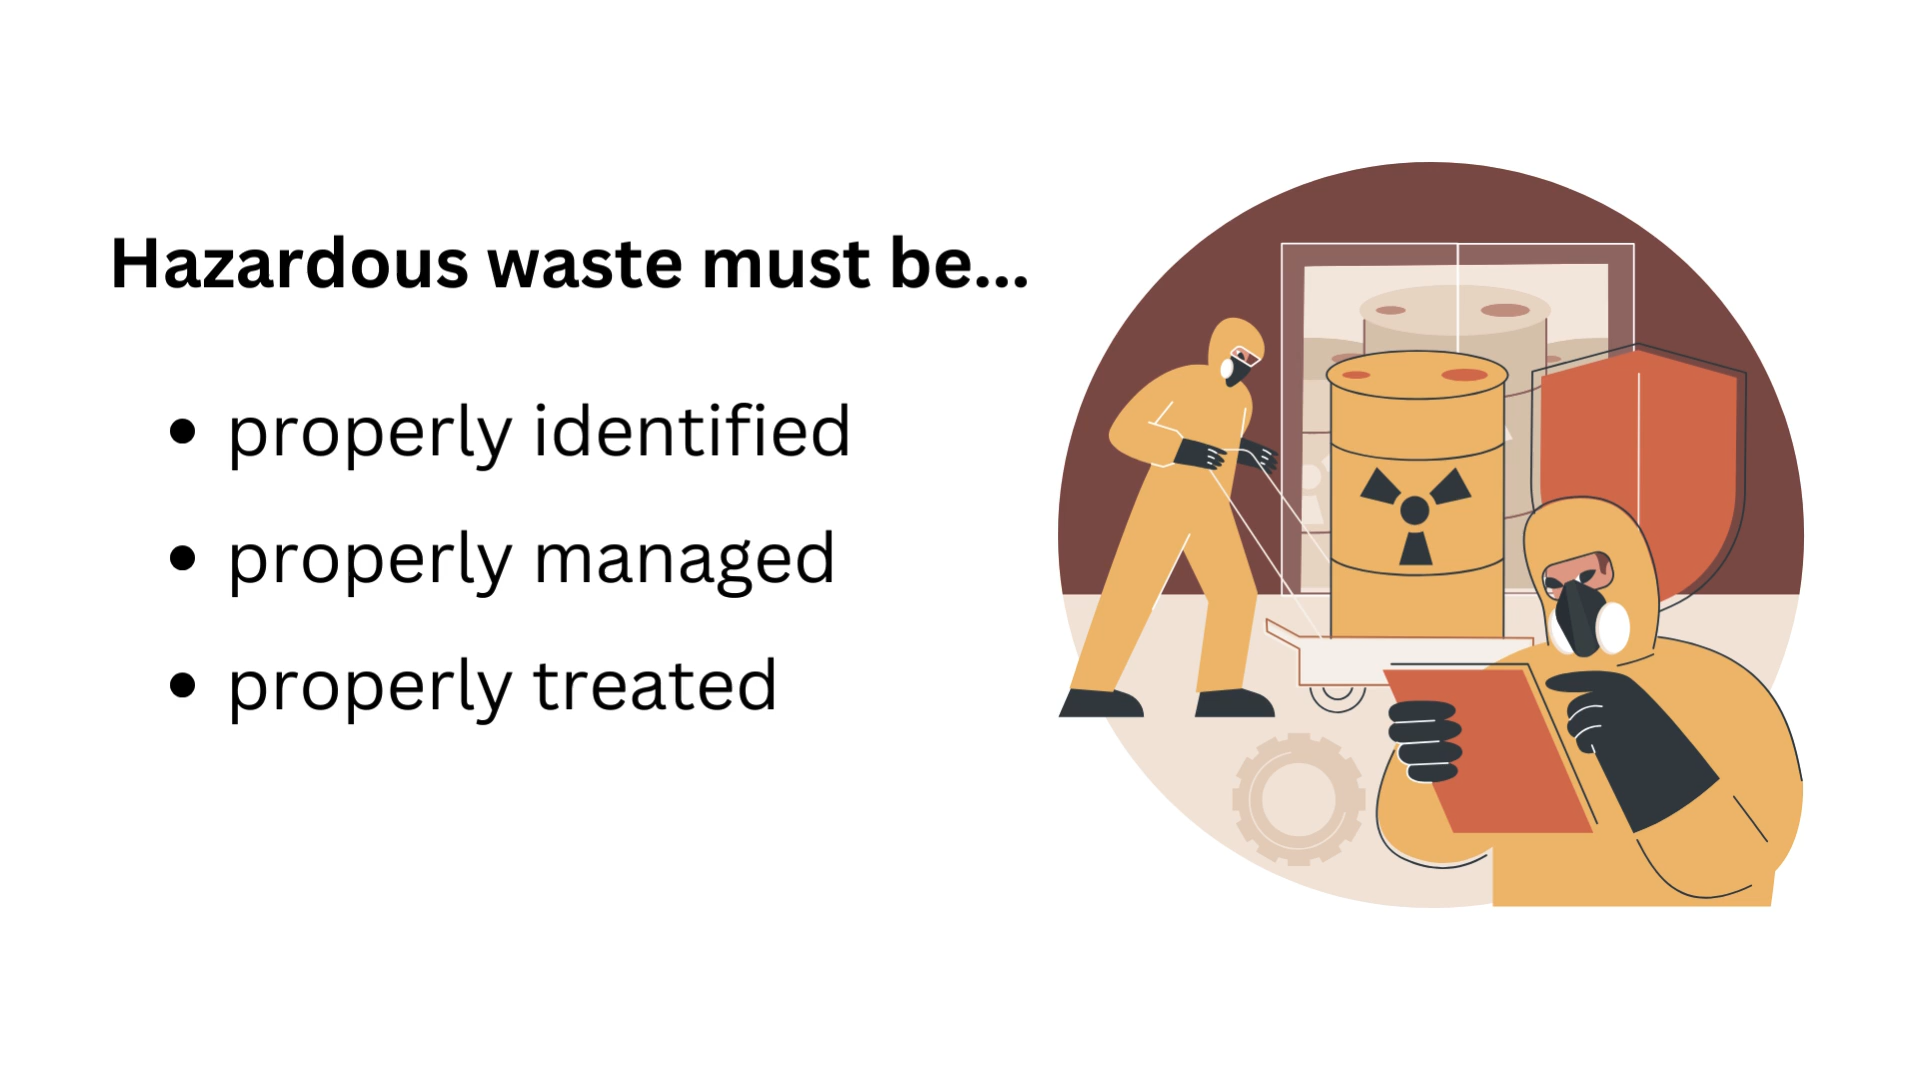 Hazardous waste must be...
• properly identified
• properly managed
• properly treated